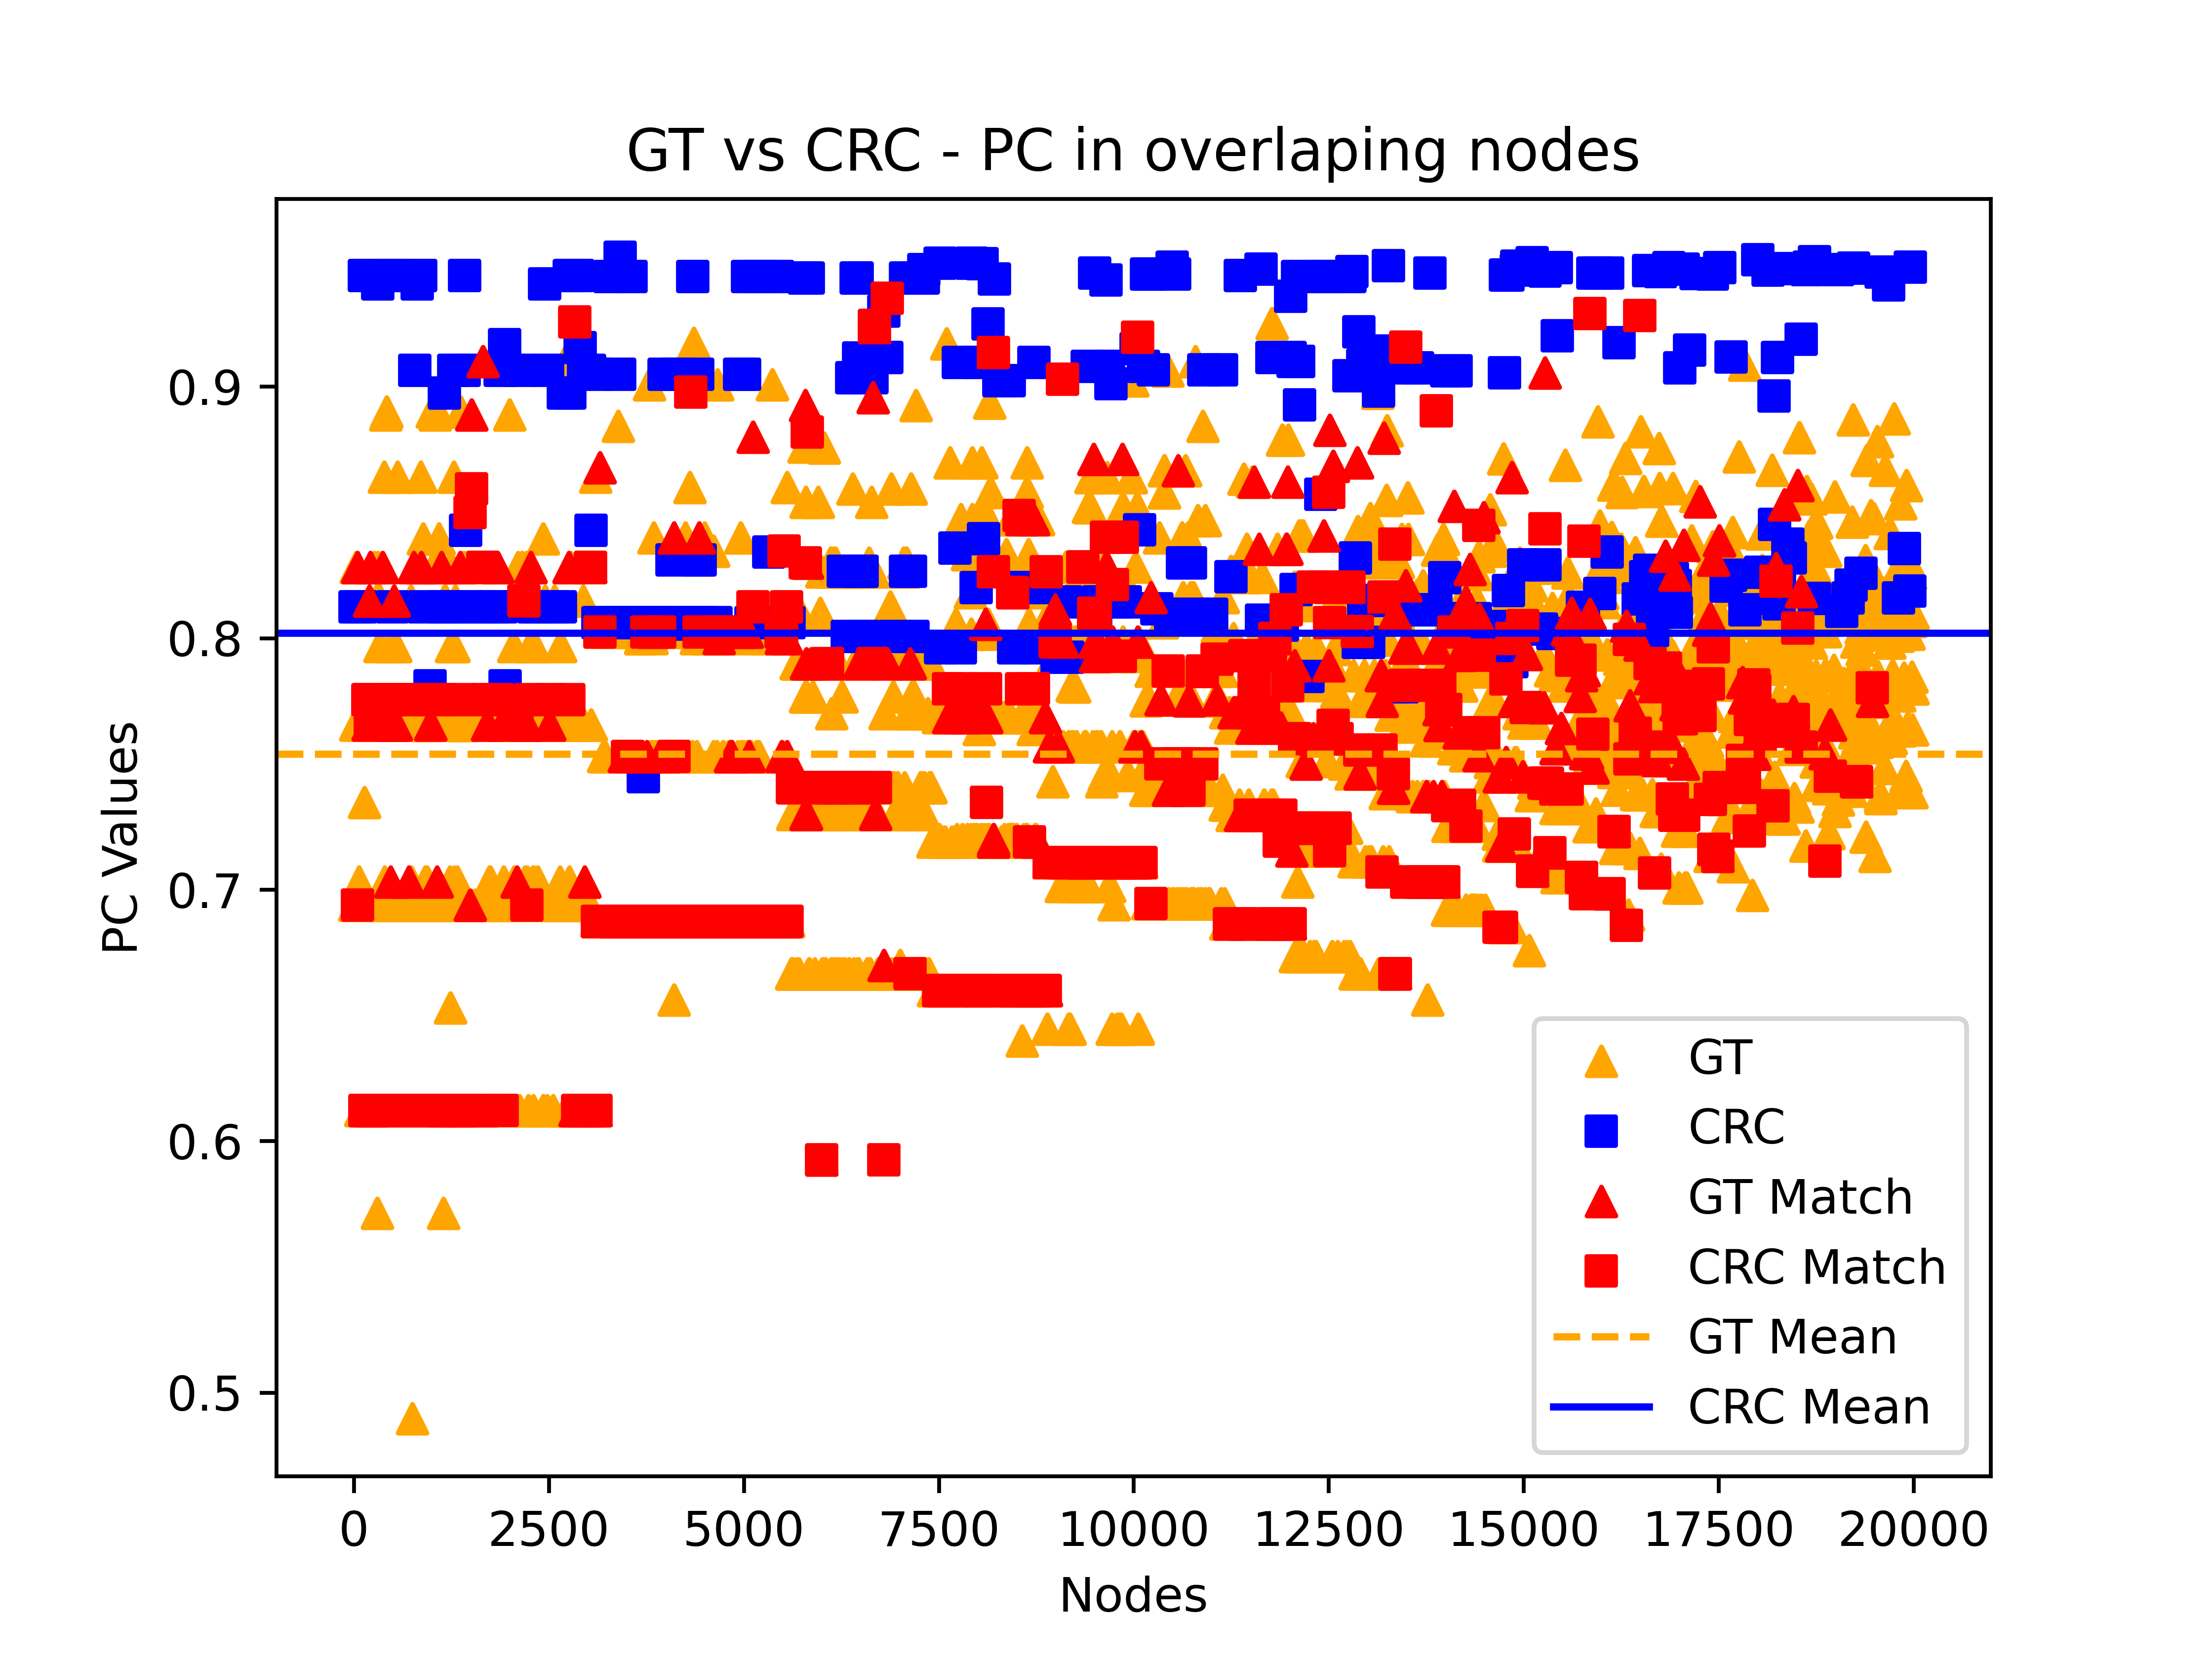 GT vs CRC - PC in overlaping nodes
PC Values
0.9
0.8
0.7
0.6
0.5
GT
CRC
GT Match
CRC Match
GT Mean
CRC Mean
0 2500 5000 7500 10000 12500 15000 17500 20000
Nodes